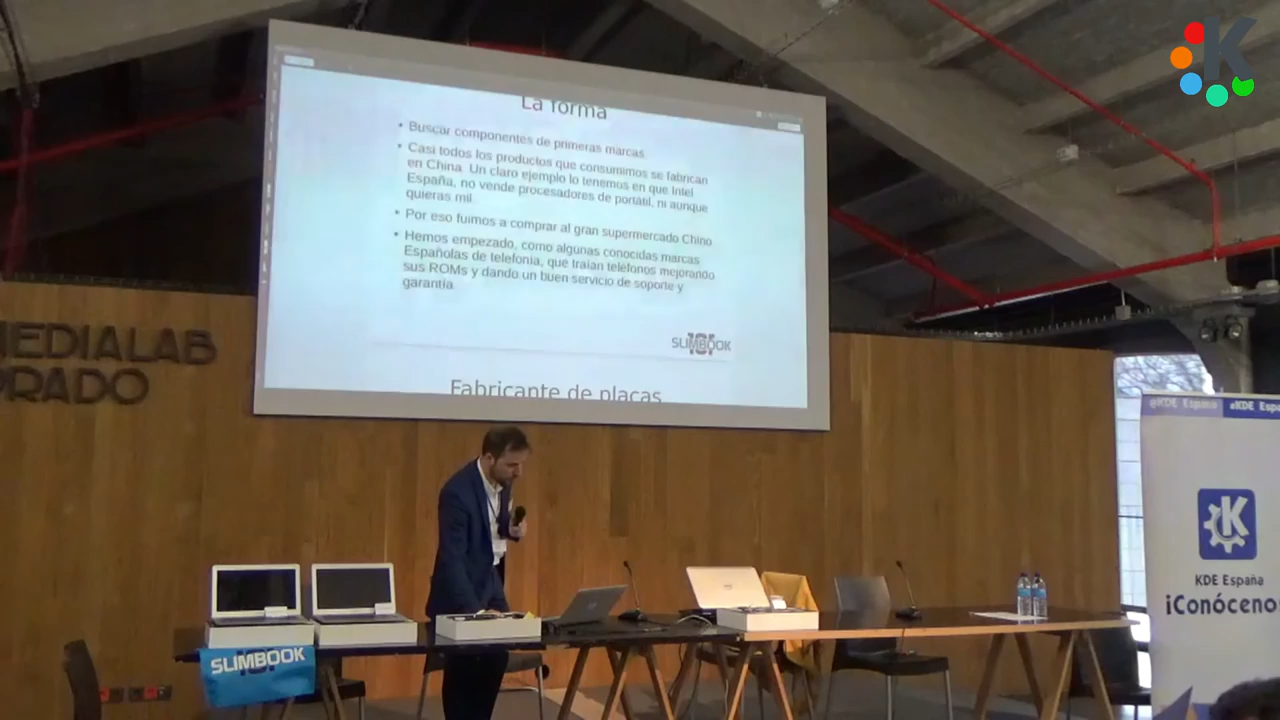 La forma
• Buscar componentes de primeras marcas.
• Casi todos los productos que consumimos se fabrican
en China. Un claro ejemplo lo tenemos en que Intel
España, no vende procesadores de portátil, ni aunque
quieras mil.
• Por eso fuimos a comprar al gran supermercado Chino
• Hemos empezado, como algunas conocidas marcas
Españolas de telefonía, que traían teléfonos mejorando
sus ROMs y dando un buen servicio de soporte y
garantía.
SLIMBOOK
Fabricante de placas
MEDIALAB
PRADO
SLIMBOOK
@KDE España
KDE España
¡Conóceno
K